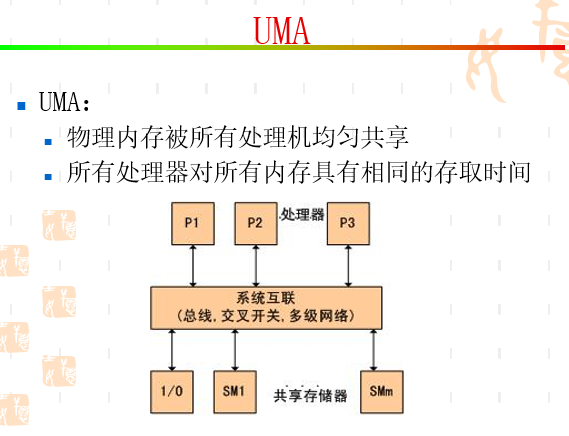 UMA
UMA:
物理内存被所有处理机均匀共享
所有处理器对所有内存具有相同的存取时间
P1 P2 ..处理器 P3
系统互联
(总线,交叉开关,多级网络)
1/0 SM1 共享存储器 SMm